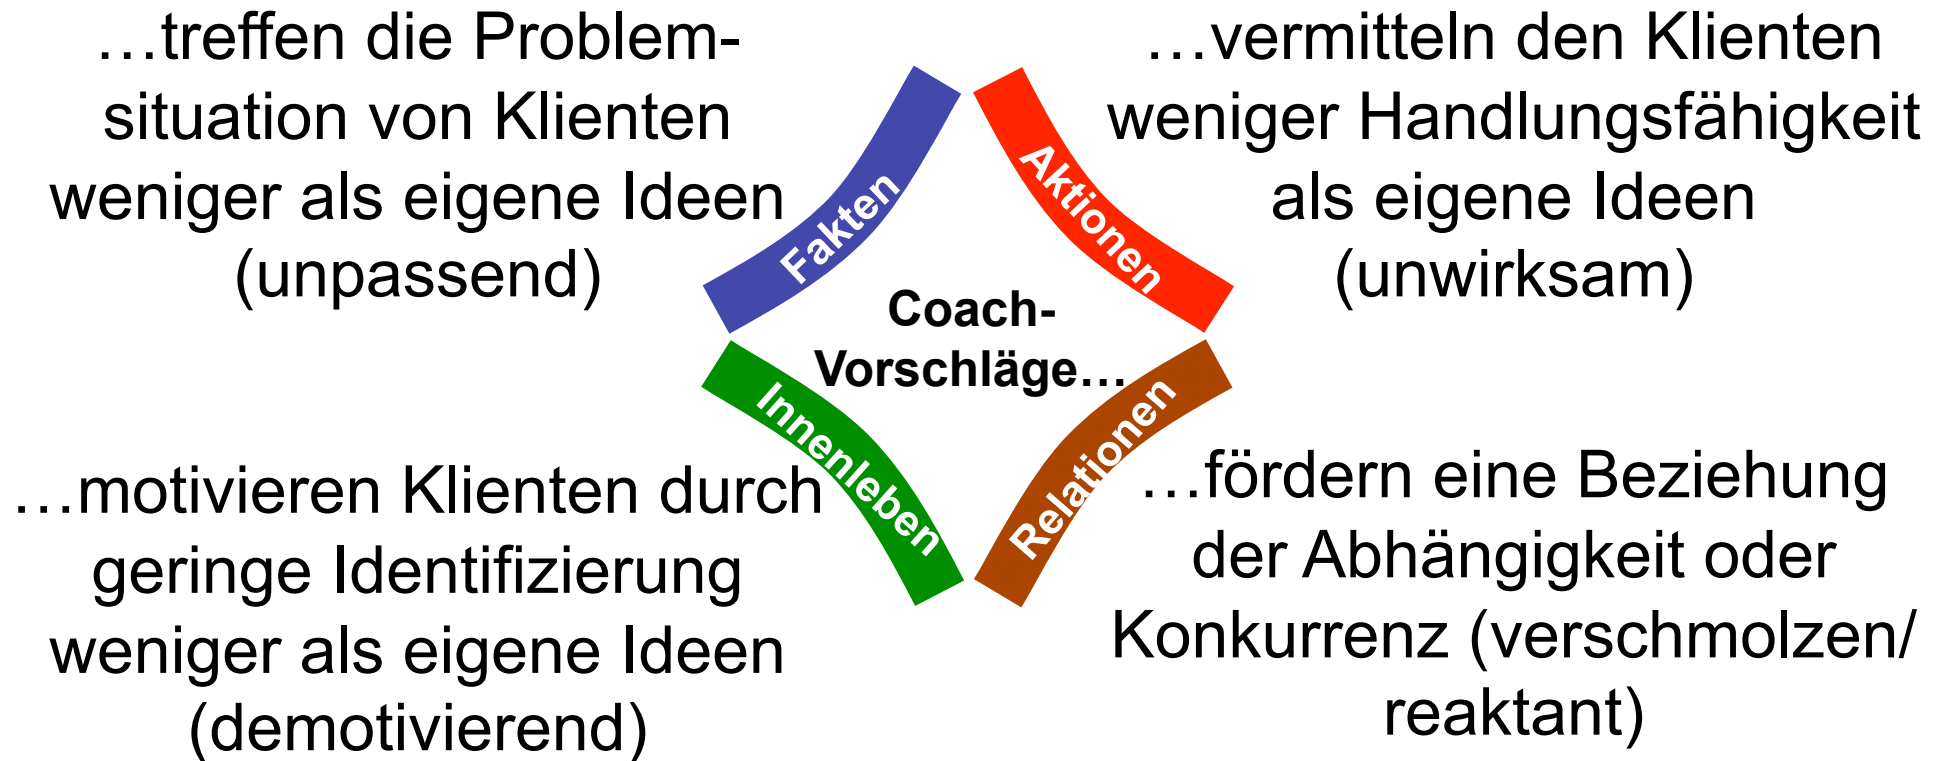 …treffen die Problem-
situation von Klienten
weniger als eigene Ideen
(unpassend)
…vermitteln den Klienten
weniger Handlungsfähigkeit
als eigene Ideen
(unwirksam)
Fakten
Aktionen
Coach-
Vorschläge…
Innenleben
Relationen
…motivieren Klienten durch
geringe Identifizierung
weniger als eigene Ideen
(demotivierend)
…fördern eine Beziehung
der Abhängigkeit oder
Konkurrenz (verschmolzen/
reaktant)